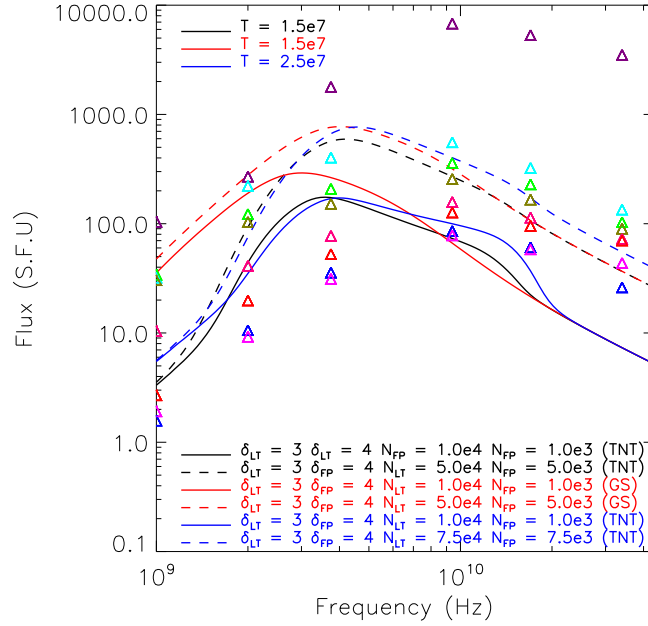 10000.0
1000.0
100.0
10.0
1.0
0.1
Flux (S.F.U)
T = 1.5e7
T = 1.5e7
T = 2.5e7
δLT = 3 δLT = 4 NFP = 1.0e4 NFP = 1.0e3 (TNT)
δLT = 3 δFP = 4 NLT = 5.0e4 NFP = 5.0e3 (TNT)
δLT = 3 δFP = 4 NLT = 1.0e4 NFP = 1.0e3 (GS)
δLT = 3 δFP = 4 NLT = 5.0e4 NFP = 5.0e3 (GS)
δLT = 3 δFP = 4 NLT = 1.0e4 NFP = 1.0e3 (TNT)
δLT = 3 δFP = 4 NLT = 7.5e4 NFP = 7.5e3 (TNT)
10^9 10^10
Frequency (Hz)